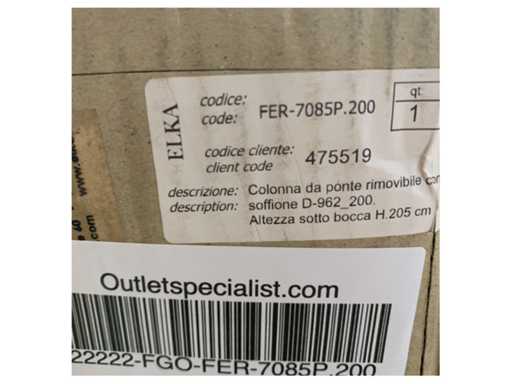 ELKA
codice:
code:
FER-7085P.200
qt
1
codice cliente:
client code
475519
descrizione:
description:
Colonna da ponte rimovibile con
soffione D-962_200.
Altezza sotto bocca H.205 cm
Outletspecialist.com
22222-FGO-FER-7085P.200